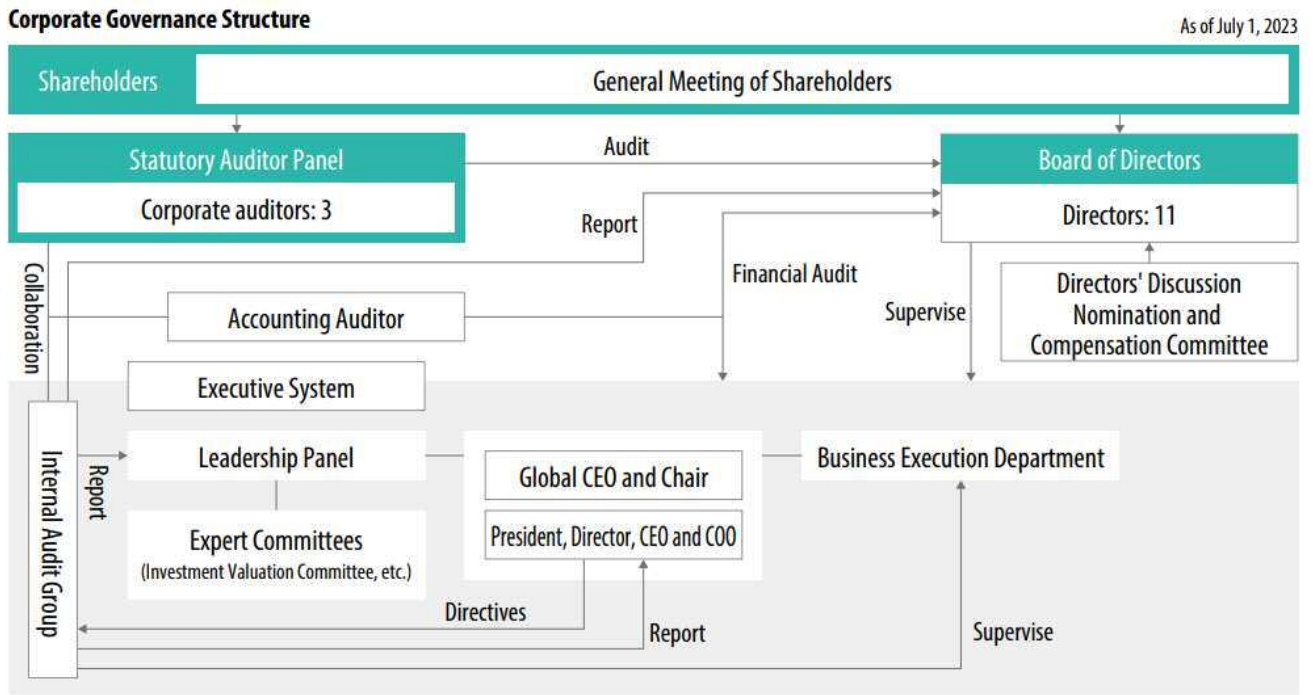 Corporate Governance Structure
As of July 1, 2023
Shareholders
General Meeting of Shareholders
Statutory Auditor Panel
Corporate auditors: 3
Audit
Board of Directors
Directors: 11
Report
Collaboration
Accounting Auditor
Financial Audit
Supervise
Directors' Discussion
Nomination and
Compensation Committee
Executive System
Internal Audit Group
Report
Leadership Panel
Expert Committees
(Investment Valuation Committee, etc.)
Global CEO and Chair
President, Director, CEO and COO
Business Execution Department
Directives
Report
Supervise